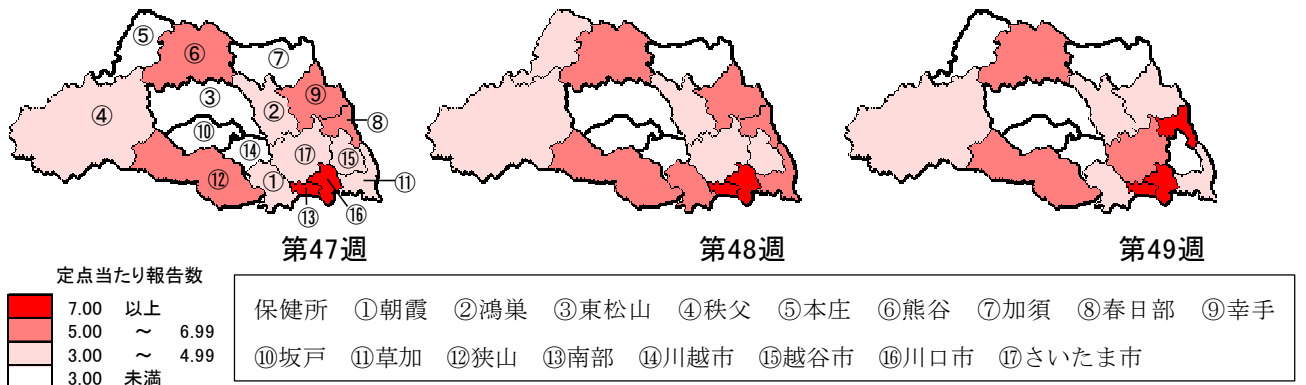 ⑤
⑥
⑦
③
⑨
②
④
⑧
⑩
⑭
⑰
⑮
①
⑪
⑫
⑬
⑯
第47週
第48週
第49週
定点当たり報告数
7.00 以上
5.00 ～ 6.99
3.00 ～ 4.99
3.00 未満
保健所 ①朝霞 ②鴻巣 ③東松山 ④秩父 ⑤本庄 ⑥熊谷 ⑦加須 ⑧春日部 ⑨幸手
⑩坂戸 ⑪草加 ⑫狭山 ⑬南部 ⑭川越市 ⑮越谷市 ⑯川口市 ⑰さいたま市